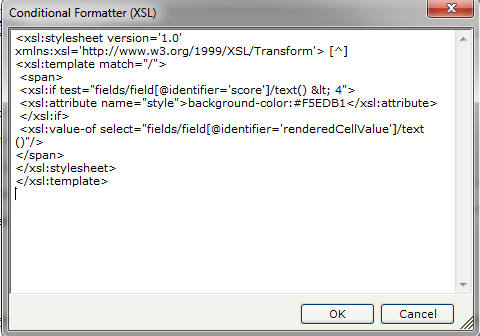 Conditional Formatter (XSL)
<xsl:stylesheet version='1.0'
xmlns:xsl='http://www.w3.org/1999/XSL/Transform'> [^]
<xsl:template match="/">
<span>
<xsl:if test="fields/field[@identifier='score']/text() &lt; 4">
<xsl:attribute name="style">background-color:#F5EDB1</xsl:attribute>
</xsl:if>
<xsl:value-of select="fields/field[@identifier='renderedCellValue']/text
()"/>
</span>
</xsl:stylesheet>
</xsl:template>
OK Cancel